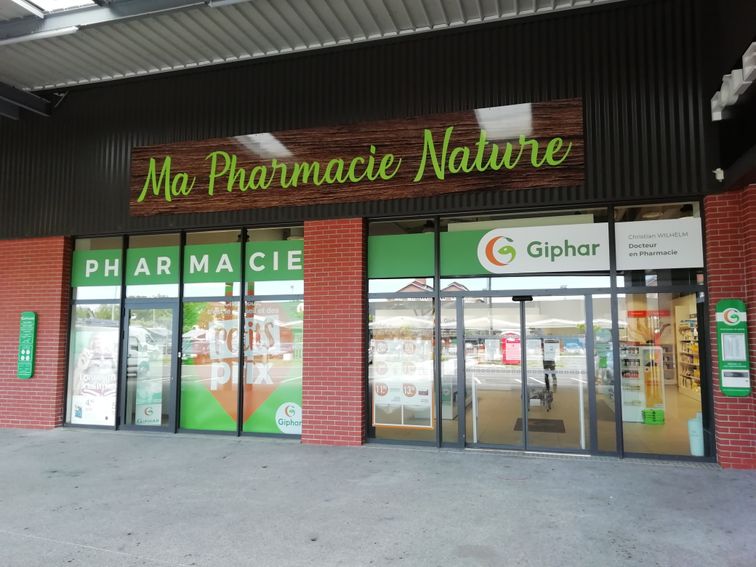 Ma Pharmacie Nature
PHARMACIE
Giphar
Christian WILHELM
Docteur
en Pharmacie
petits
prix
Giphar